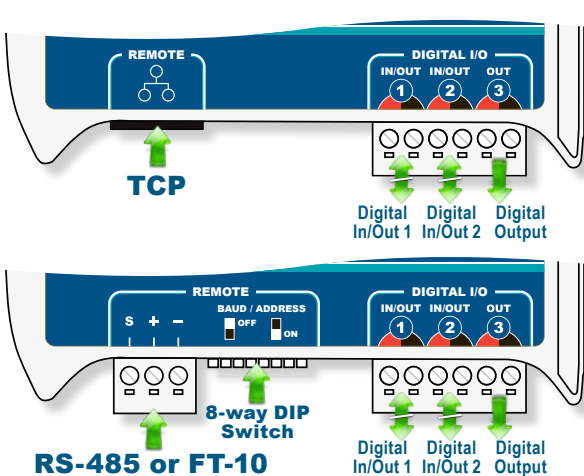 REMOTE
DIGITAL I/O
IN/OUT IN/OUT OUT
1 2 3
TCP
Digital In/Out 1
Digital In/Out 2
Digital Output
REMOTE
BAUD / ADDRESS
S + −
OFF
ON
DIGITAL I/O
IN/OUT IN/OUT OUT
1 2 3
8-way DIP
Switch
RS-485 or FT-10
Digital In/Out 1
Digital In/Out 2
Digital Output